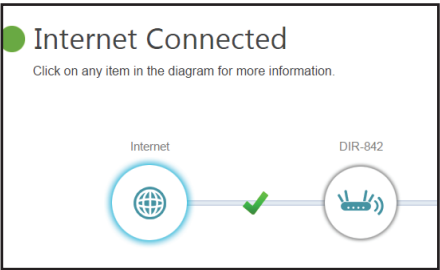 Internet Connected
Click on any item in the diagram for more information.
Internet
DIR-842